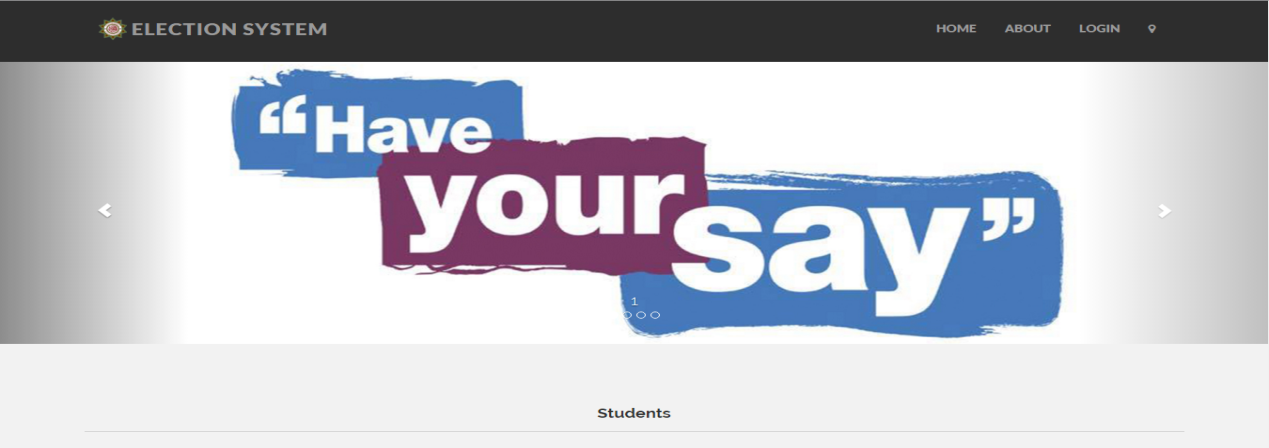 ELECTION SYSTEM
HOME ABOUT LOGIN
“Have
your
say”
1
Students